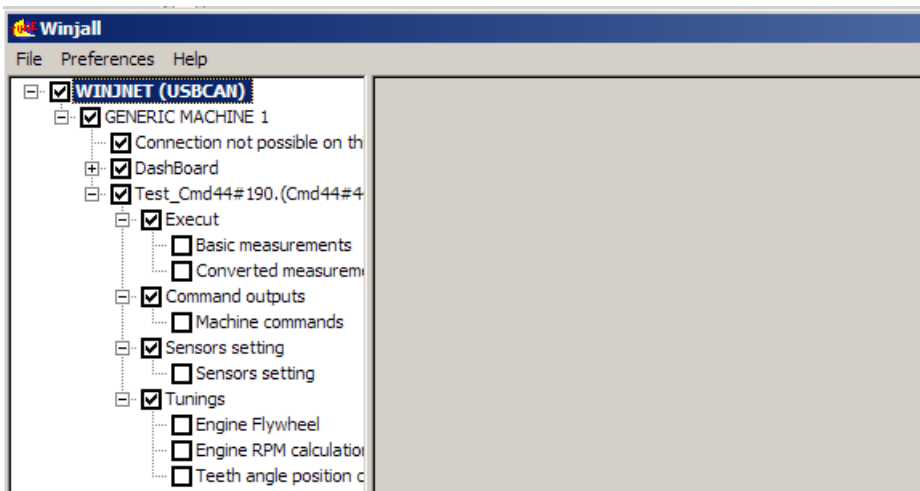 Winjall
File Preferences Help
WINJNET (USBCAN)
GENERIC MACHINE 1
Connection not possible on th
DashBoard
Test_Cmd44#190.(Cmd44#4
Execut
Basic measurements
Converted measurem
Command outputs
Machine commands
Sensors setting
Sensors setting
Tunings
Engine Flywheel
Engine RPM calculation
Teeth angle position c